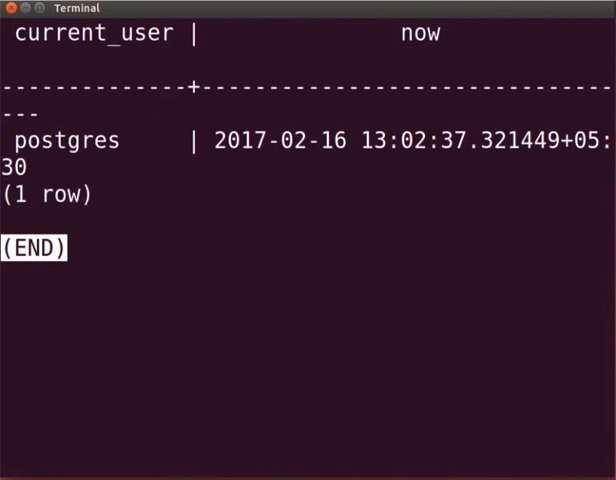 Terminal
current_user |                now
--------------+-------------------------------
---
postgres     | 2017-02-16 13:02:37.321449+05:
30
(1 row)
(END)